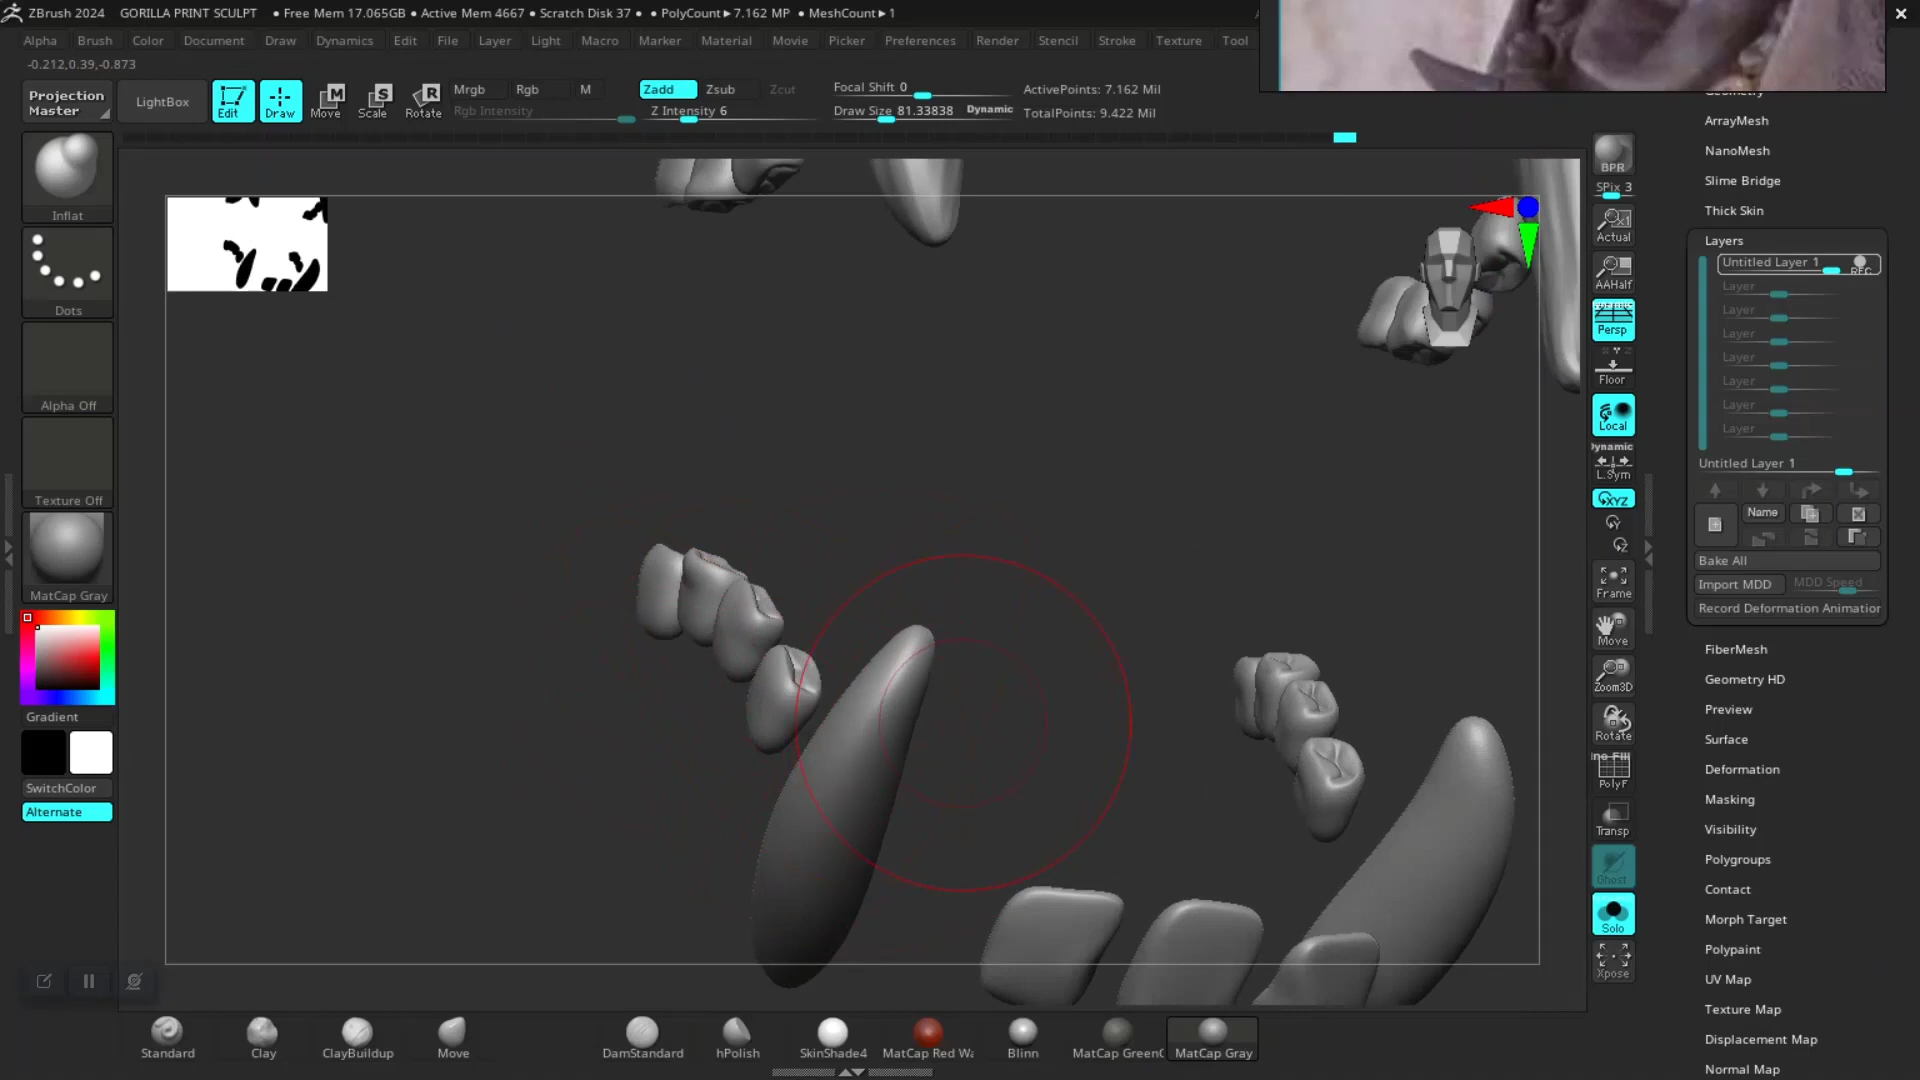 ZBrush 2024 GORILLA PRINT SCULPT • Free Mem 17.065GB • Active Mem 4667 • Scratch Disk 37 • • PolyCount▶7.162 MP • MeshCount▶1
Alpha Brush Color Document Draw Dynamics Edit File Layer Light Macro Marker Material Movie Picker Preferences Render Stencil Stroke Texture Tool
-0.212,0.39,-0.873
Projection
Master
LightBox
Edit
Draw
Move
Scale
Rotate
Mrgb Rgb M
Rgb Intensity
Zadd Zsub Zcut
Z Intensity 6
Focal Shift 0
Draw Size 81.33838 Dynamic
ActivePoints: 7.162 Mil
TotalPoints: 9.422 Mil
Inflat
Dots
Alpha Off
Texture Off
MatCap Gray
Gradient
SwitchColor
Alternate
BPR
SPix 3
Actual
AAHalf
Persp
Floor
Local
Dynamic
L.Sym
XYZ
Frame
Move
Zoom3D
Rotate
PolyF
Transp
Ghost
Solo
Xpose
ArrayMesh
NanoMesh
Slime Bridge
Thick Skin
Layers
Untitled Layer 1 REC
Layer
Layer
Layer
Layer
Layer
Layer
Layer
Untitled Layer 1
Name
Bake All
Import MDD MDD Speed
Record Deformation Animation
FiberMesh
Geometry HD
Preview
Surface
Deformation
Masking
Visibility
Polygroups
Contact
Morph Target
Polypaint
UV Map
Texture Map
Displacement Map
Normal Map
Standard Clay ClayBuildup Move DamStandard hPolish SkinShade4 MatCap Red Wa Blinn MatCap GreenC MatCap Gray